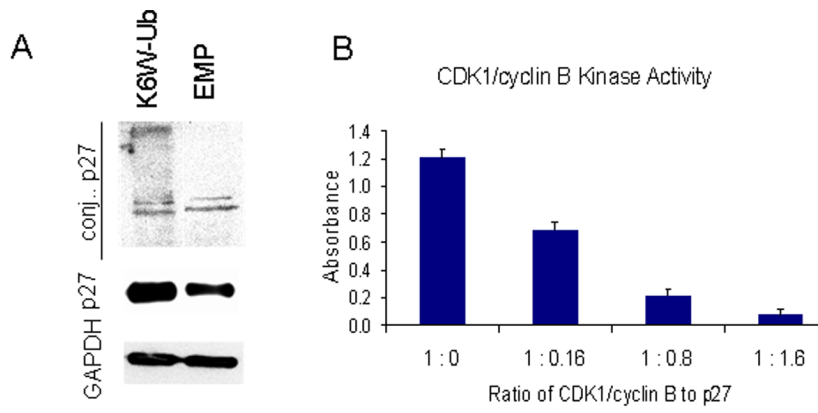 A
K6W-Ub
EMP
conj.. p27
p27
GAPDH
B
CDK1/cyclin B Kinase Activity
Absorbance
1.4
1.2
1.0
0.8
0.6
0.4
0.2
0.0
1 : 0
1 : 0.16
1 : 0.8
1 : 1.6
Ratio of CDK1/cyclin B to p27